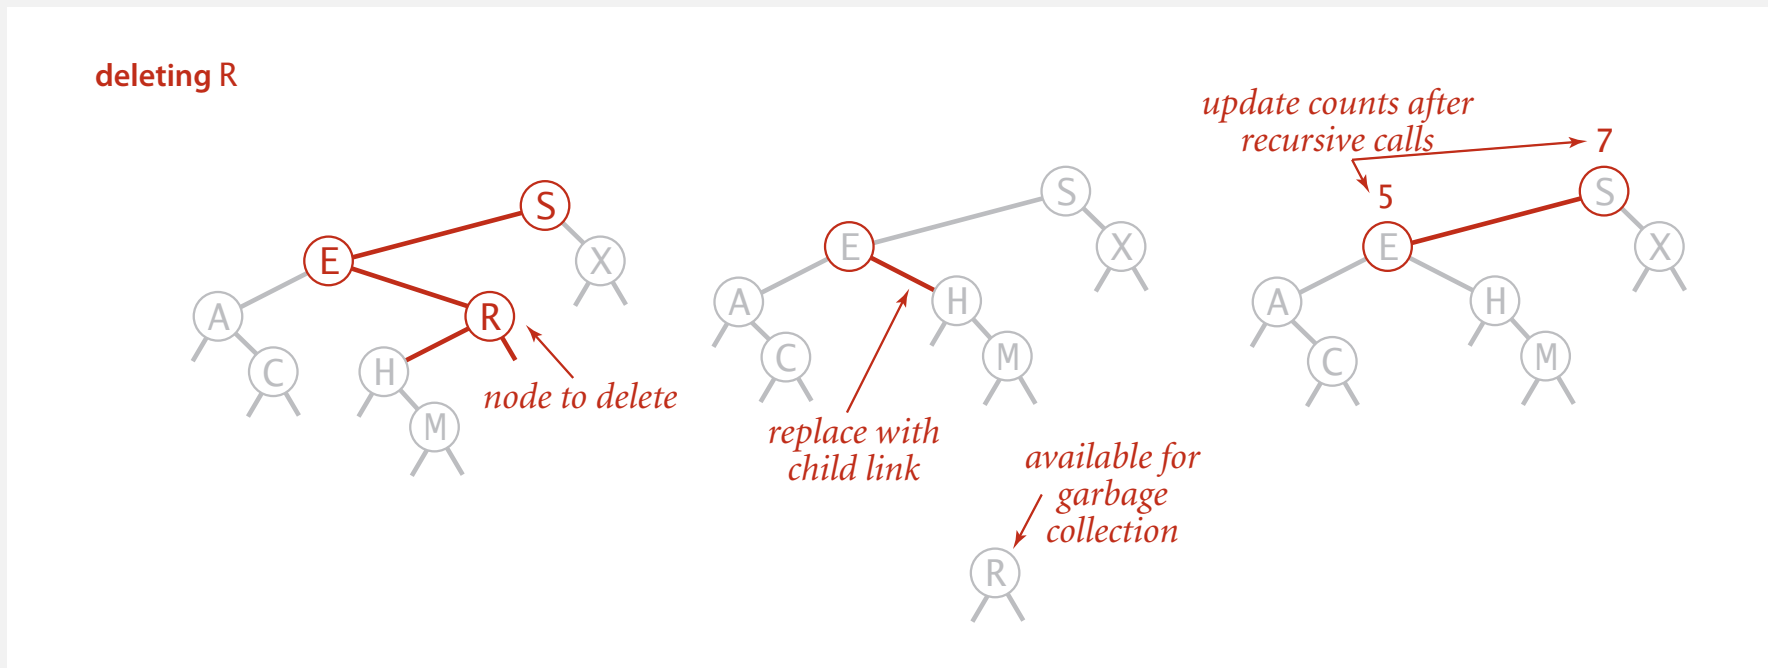 deleting R
S
E
X
A
R
C
H
M
node to delete
S
E
X
A
H
C
M
replace with
child link
available for
garbage
collection
R
update counts after
recursive calls
7
5
S
E
X
A
H
C
M